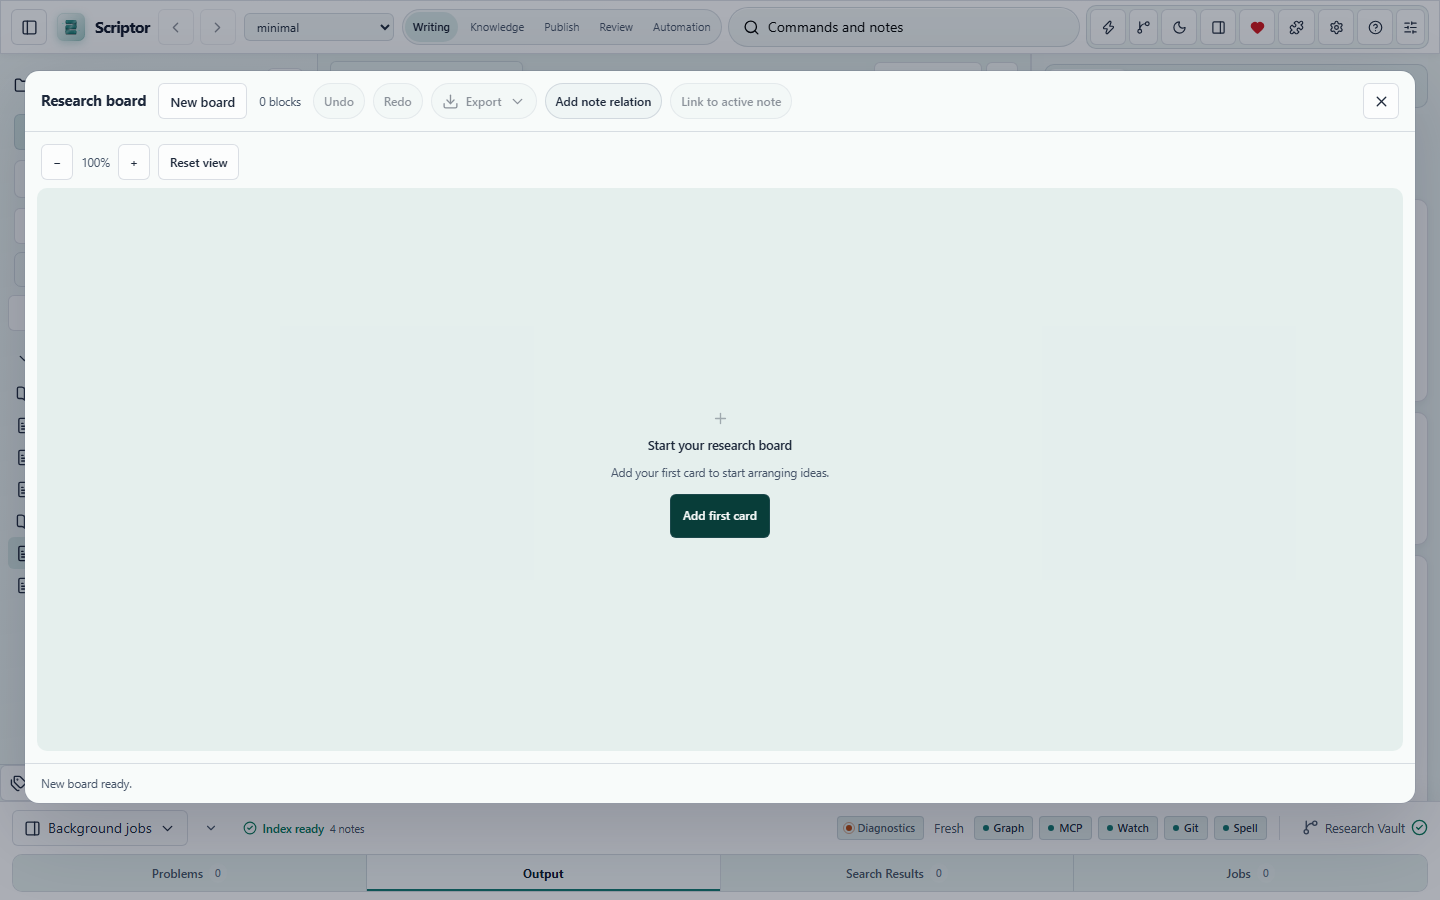 Scriptor
minimal
Writing Knowledge Publish Review Automation
Commands and notes
Research board
New board
0 blocks
Undo
Redo
Export
Add note relation
Link to active note
− 100% +
Reset view
+
Start your research board
Add your first card to start arranging ideas.
Add first card
New board ready.
Background jobs
Index ready 4 notes
Diagnostics
Fresh
Graph
MCP
Watch
Git
Spell
Research Vault
Problems 0
Output
Search Results 0
Jobs 0